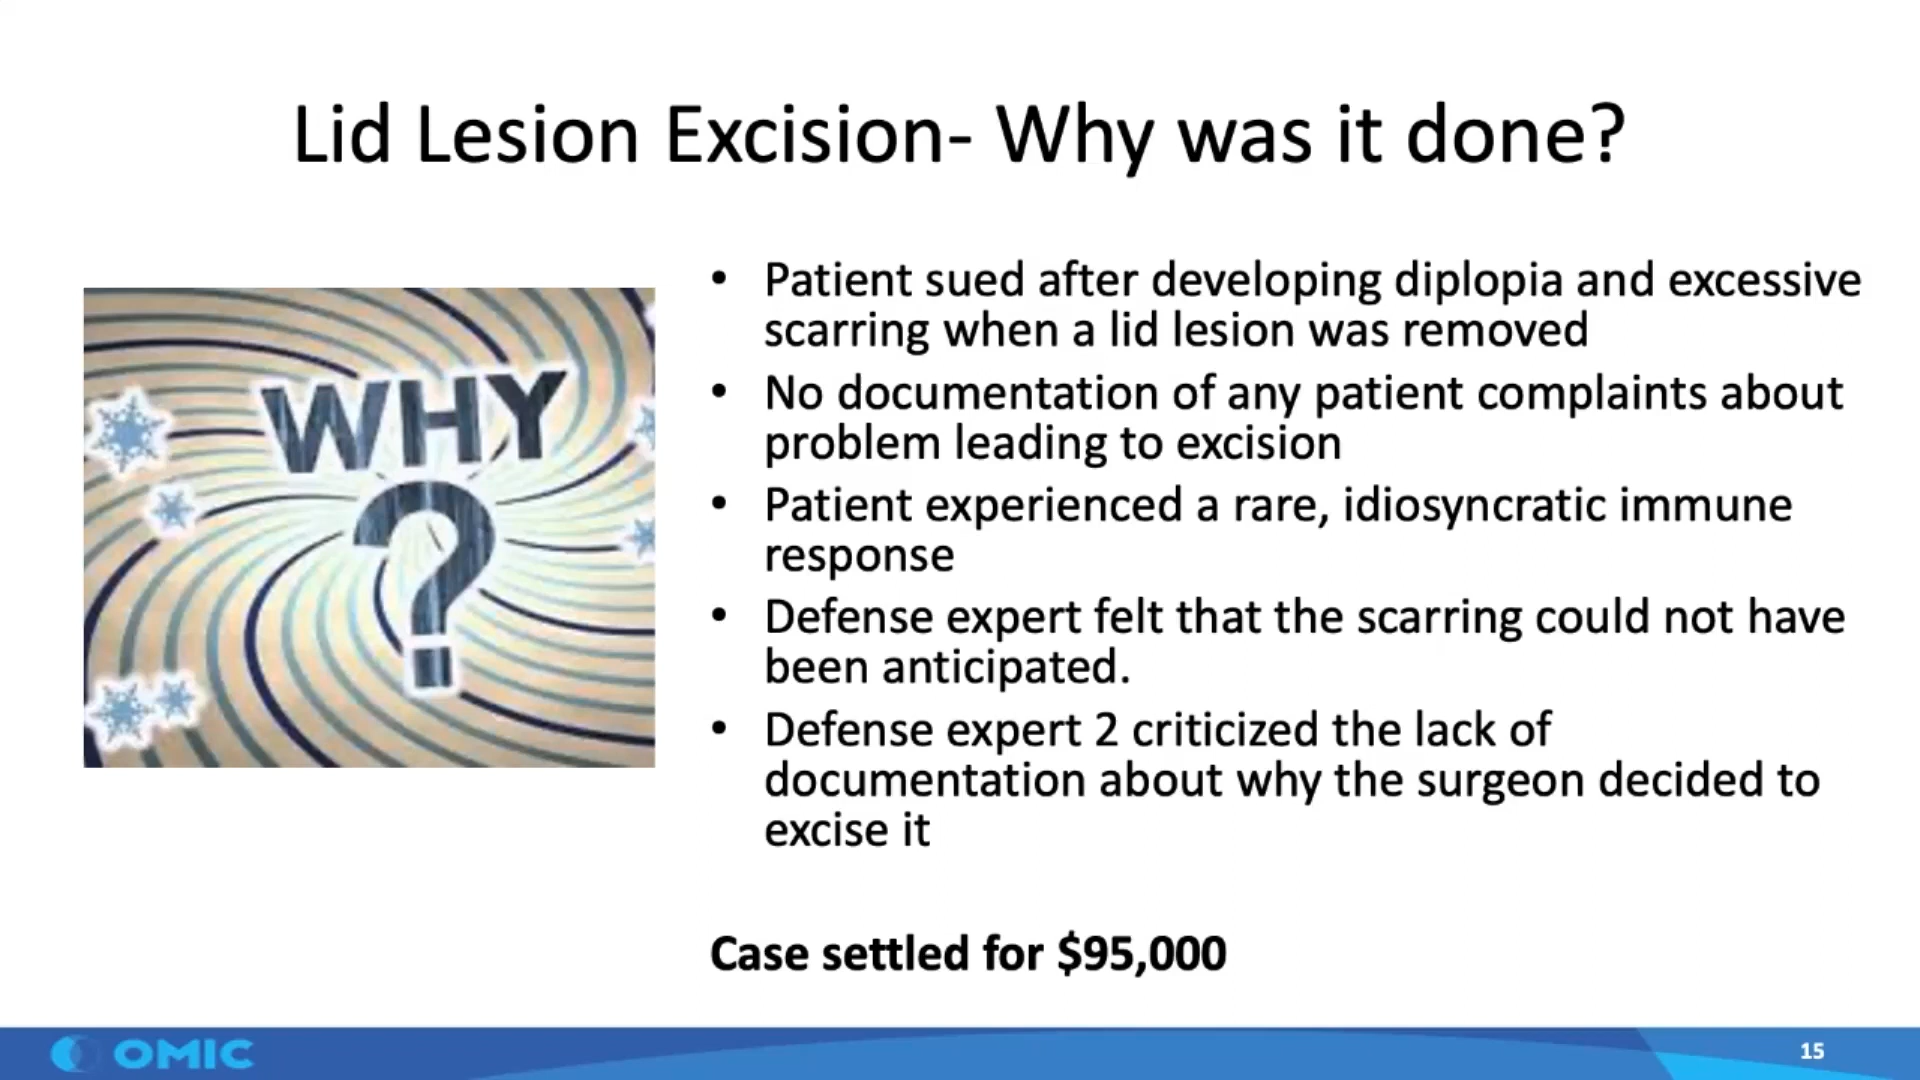 Lid Lesion Excision- Why was it done?
WHY
?
• Patient sued after developing diplopia and excessive
scarring when a lid lesion was removed
• No documentation of any patient complaints about
problem leading to excision
• Patient experienced a rare, idiosyncratic immune
response
• Defense expert felt that the scarring could not have
been anticipated.
• Defense expert 2 criticized the lack of
documentation about why the surgeon decided to
excise it
Case settled for $95,000
OMIC
15